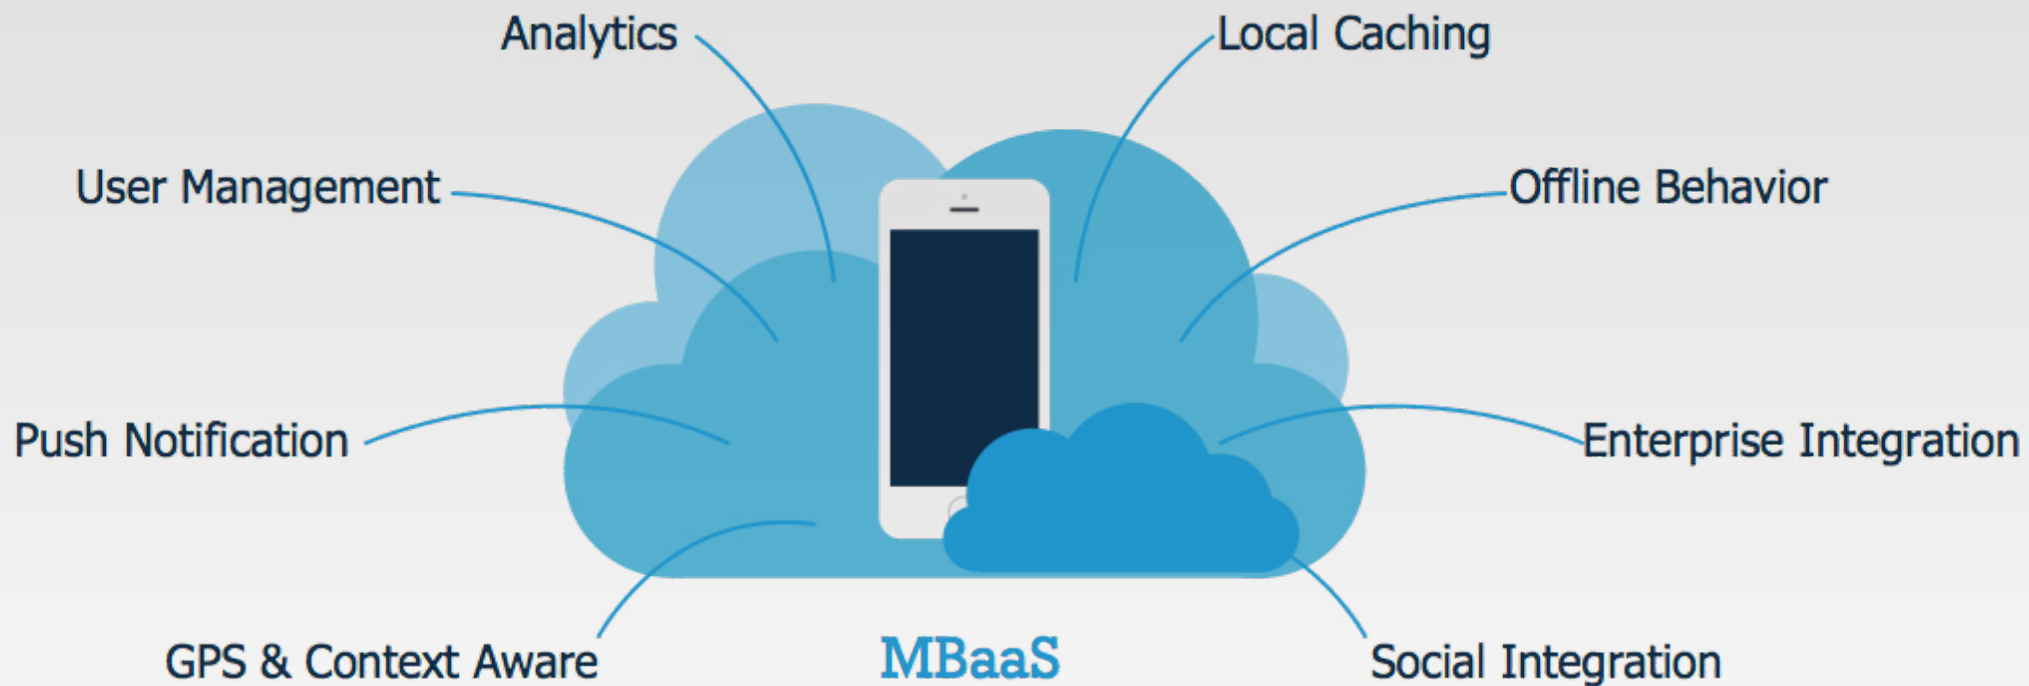 Analytics
Local Caching
User Management
Offline Behavior
Push Notification
Enterprise Integration
GPS & Context Aware
MBaaS
Social Integration